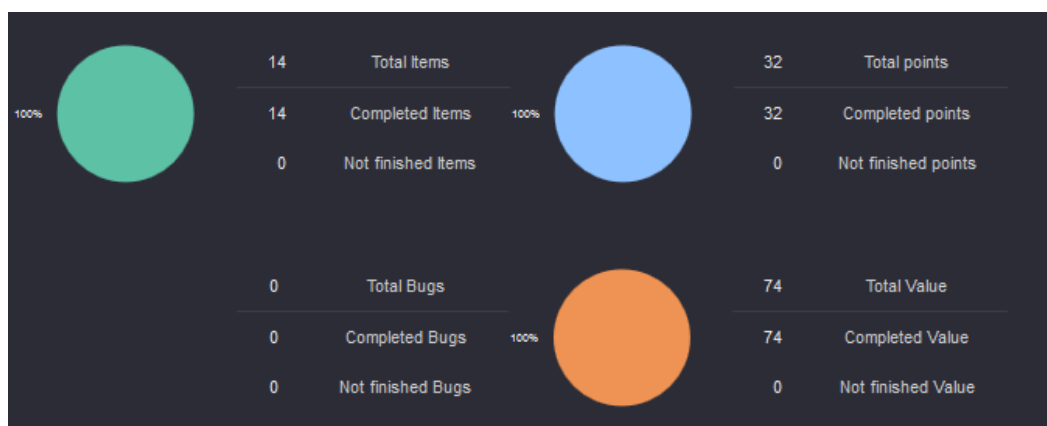 14 Total Items
100% 14 Completed Items
0 Not finished Items
32 Total points
100% 32 Completed points
0 Not finished points
0 Total Bugs
0 Completed Bugs
0 Not finished Bugs
74 Total Value
100% 74 Completed Value
0 Not finished Value